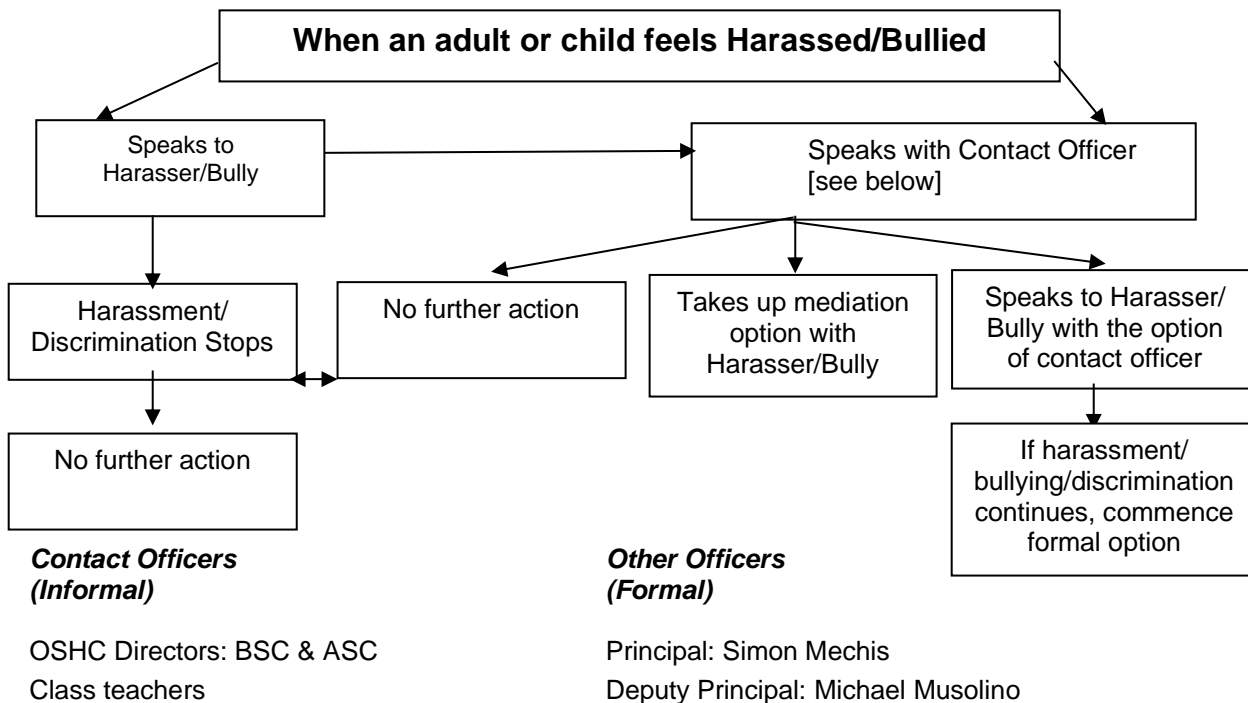 When an adult or child feels Harassed/Bullied
Speaks to
Harasser/Bully
Speaks with Contact Officer
[see below]
Harassment/
Discrimination Stops
No further action
Takes up mediation
option with
Harasser/Bully
Speaks to Harasser/
Bully with the option
of contact officer
No further action
If harassment/
bullying/discrimination
continues, commence
formal option
Contact Officers
(Informal)
OSHC Directors: BSC & ASC
Class teachers
Other Officers
(Formal)
Principal: Simon Mechis
Deputy Principal: Michael Musolino